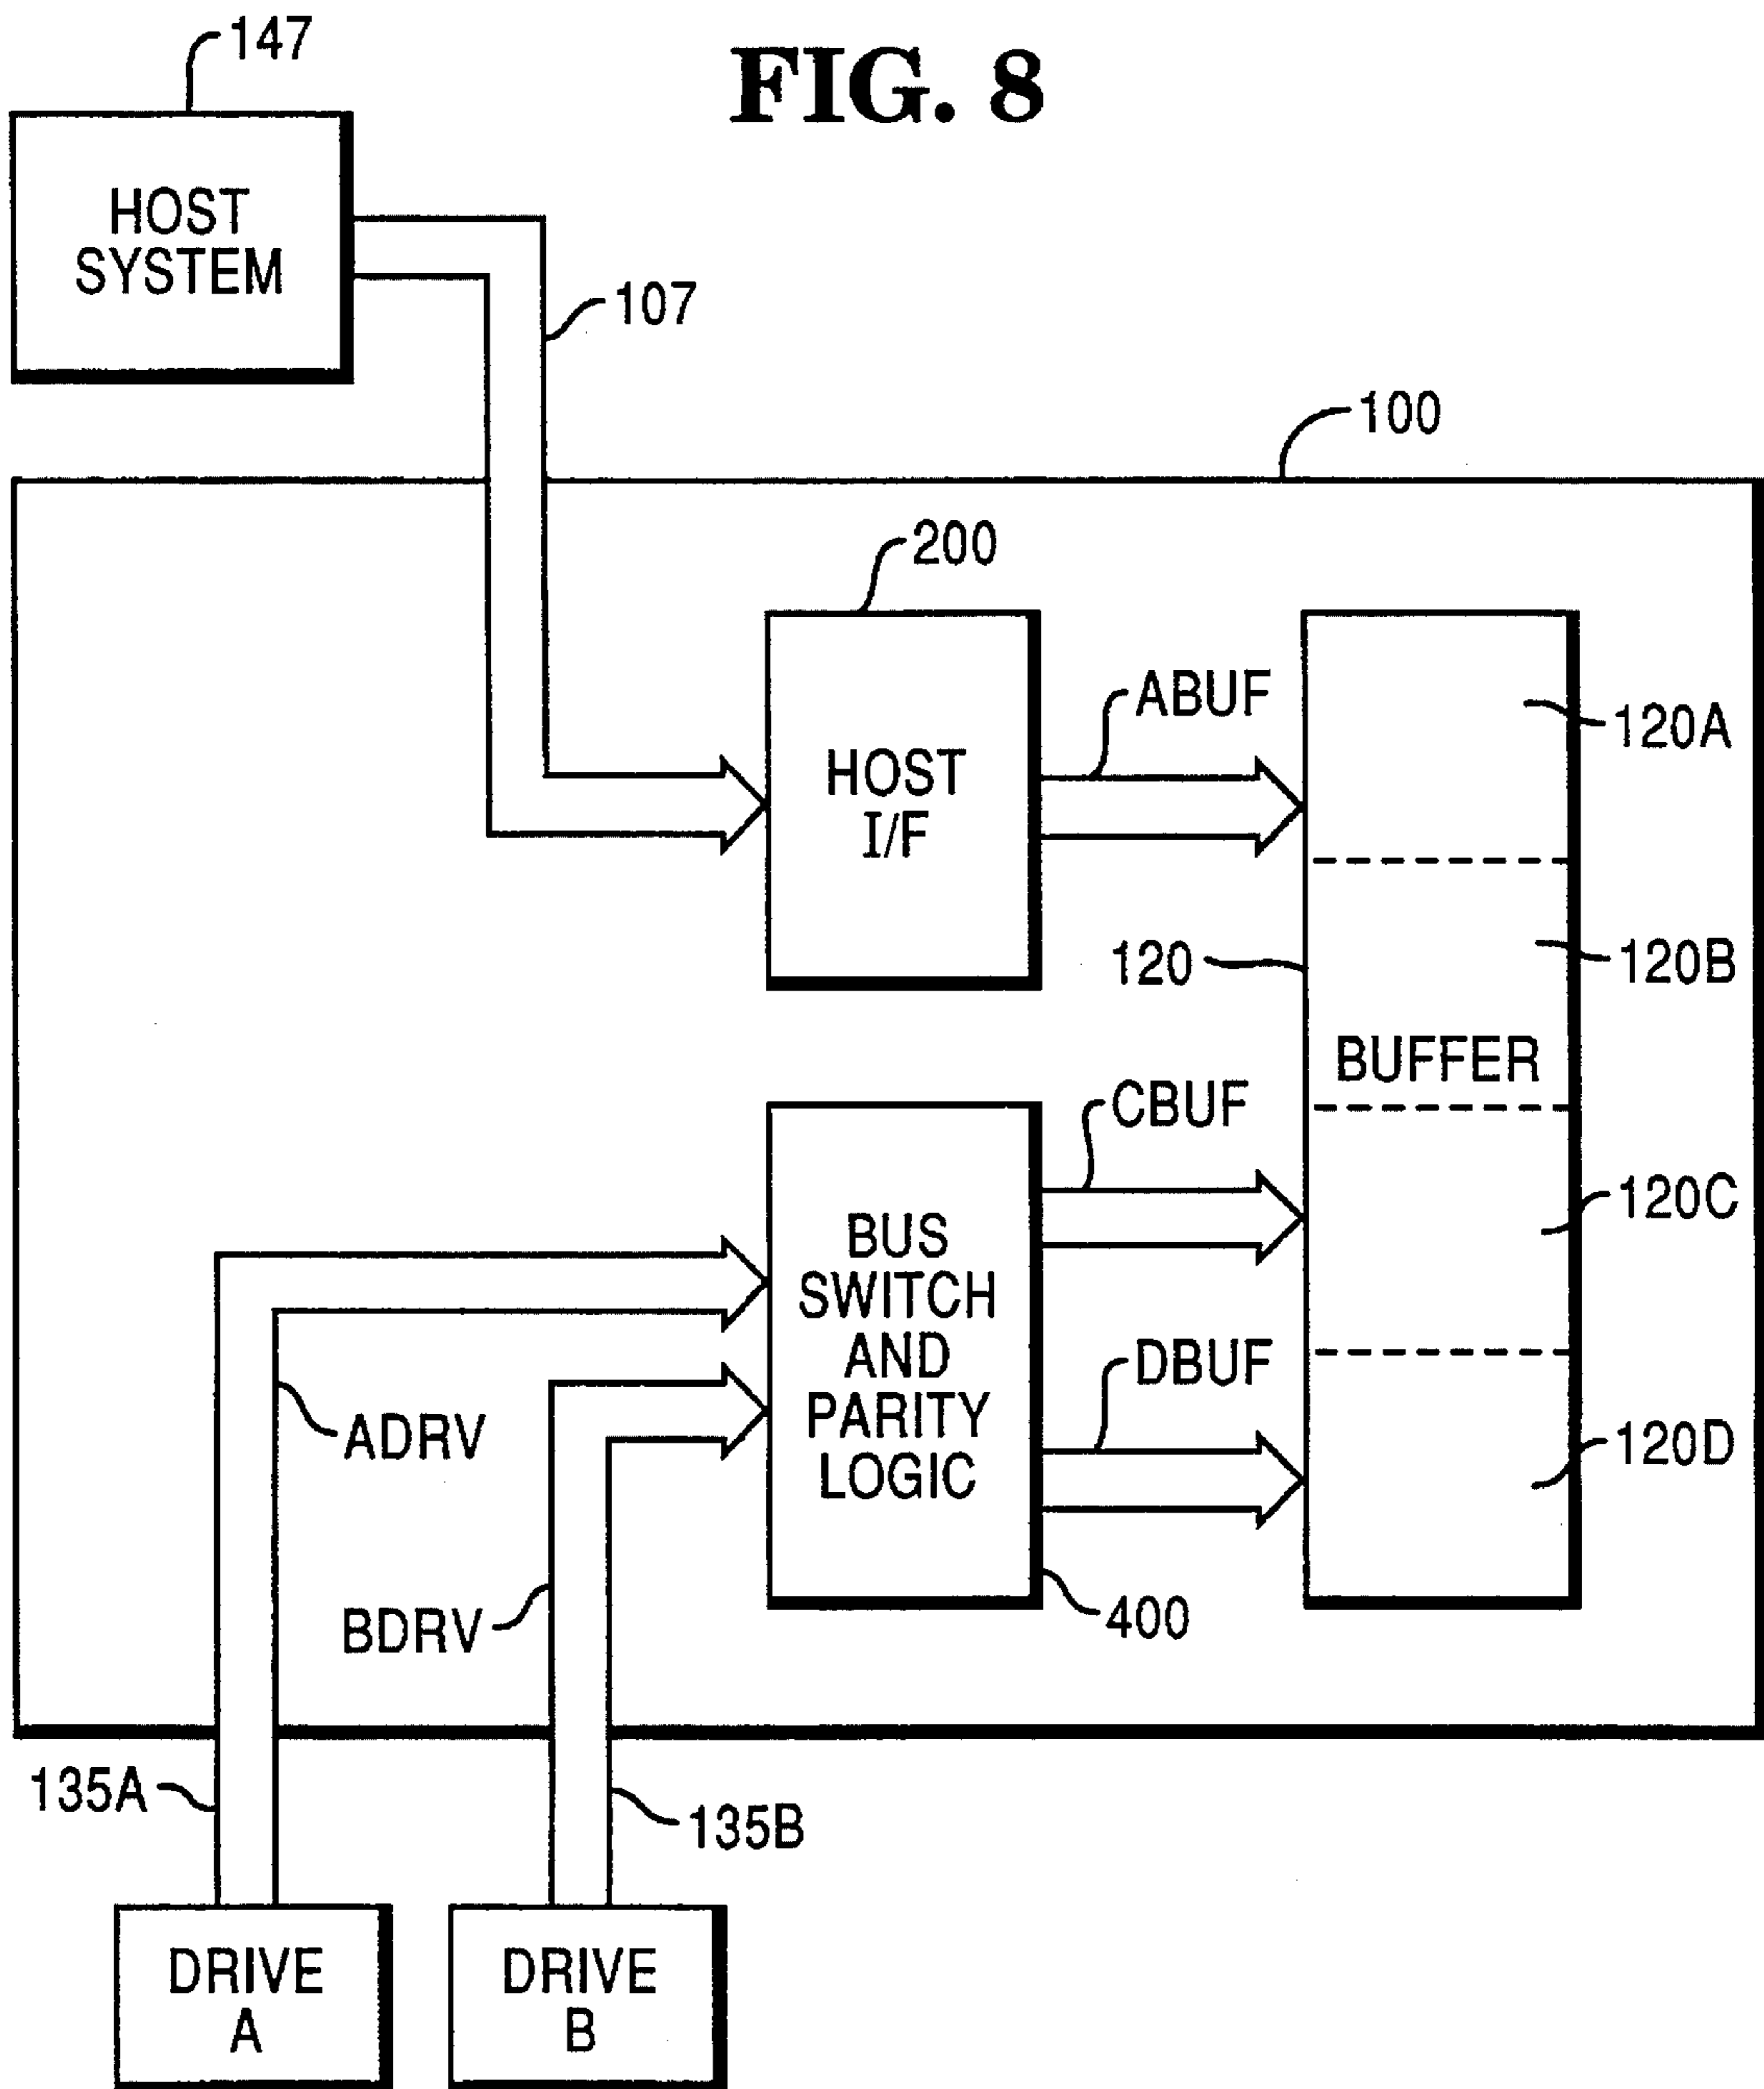 FIG. 8
147
HOST
SYSTEM
107
100
200
HOST
I/F
ABUF
120A
120
120B
BUFFER
CBUF
120C
BUS
SWITCH
AND
PARITY
LOGIC
DBUF
120D
ADRV
BDRV
400
135A
135B
DRIVE
A
DRIVE
B